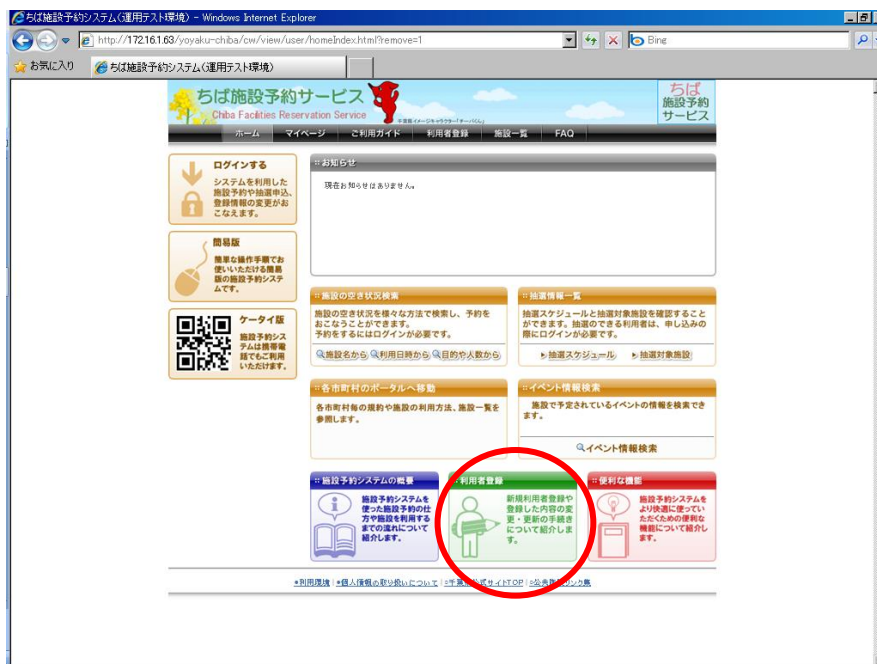 ちば施設予約システム(運用テスト環境) - Windows Internet Explorer
http://172.16.1.63/yoyaku-chiba/cw/view/user/homeIndex.html?remove=1
Bing
お気に入り
ちば施設予約システム(運用テスト環境)
ちば施設予約サービス
Chiba Facilities Reservation Service
ちば
施設予約
サービス
ホーム マイページ ご利用ガイド 利用者登録 施設一覧 FAQ
ログインする
システムを利用した
施設予約や抽選申込、
登録情報の変更がお
こなえます。
簡易版
簡単な操作手順でお
使いいただける簡易
版の施設予約システ
ムです。
ケータイ版
施設予約シス
テムは携帯電
話でもご利用
いただけます。
お知らせ
現在お知らせはありません。
施設の空き状況検索
施設の空き状況を様々な方法で検索し、予約を
おこなうことができます。
予約をするにはログインが必要です。
施設名から 利用日時から 目的や人数から
抽選情報一覧
抽選スケジュールと抽選対象施設を確認すること
ができます。抽選のできる利用者は、申し込みの
際にログインが必要です。
抽選スケジュール 抽選対象施設
各市町村のポータルへ移動
各市町村毎の規約や施設の利用方法、施設一覧を
参照します。
イベント情報検索
施設で予定されているイベントの情報を検索でき
ます。
イベント情報検索
施設予約システムの概要
施設予約システムを
使った施設予約の仕
方や施設を利用する
までの流れについて
紹介します。
利用者登録
新規利用者登録や
登録した内容の変
更・更新の手続き
について紹介しま
す。
便利な機能
施設予約システムを
より快適に使ってい
ただくための便利な
機能について紹介し
ます。
利用環境 | 個人情報の取り扱いについて